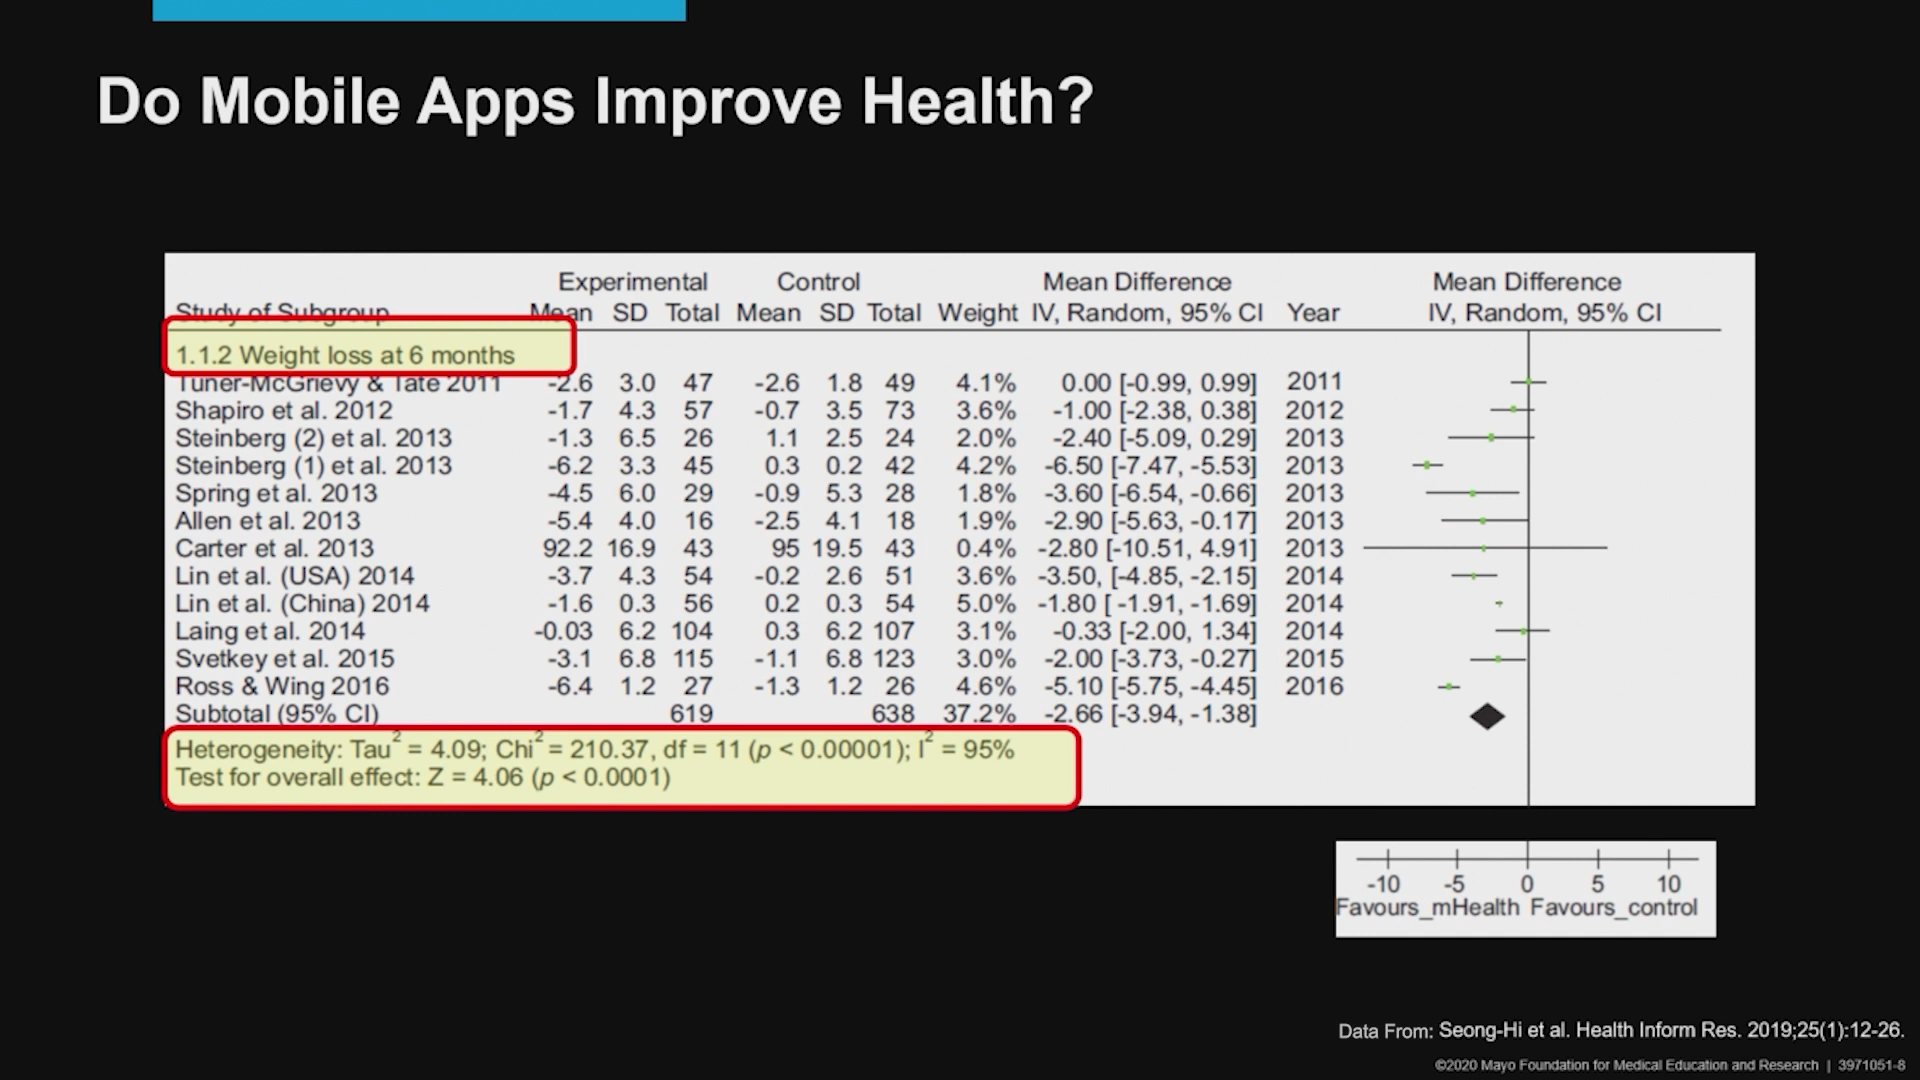 Do Mobile Apps Improve Health?
Experimental Control Mean Difference Mean Difference
Study of Subgroup Mean SD Total Mean SD Total Weight IV, Random, 95% CI Year IV, Random, 95% CI
1.1.2 Weight loss at 6 months
Tuner-McGrievy & Tate 2011 -2.6 3.0 47 -2.6 1.8 49 4.1% 0.00 [-0.99, 0.99] 2011
Shapiro et al. 2012 -1.7 4.3 57 -0.7 3.5 73 3.6% -1.00 [-2.38, 0.38] 2012
Steinberg (2) et al. 2013 -1.3 6.5 26 1.1 2.5 24 2.0% -2.40 [-5.09, 0.29] 2013
Steinberg (1) et al. 2013 -6.2 3.3 45 0.3 0.2 42 4.2% -6.50 [-7.47, -5.53] 2013
Spring et al. 2013 -4.5 6.0 29 -0.9 5.3 28 1.8% -3.60 [-6.54, -0.66] 2013
Allen et al. 2013 -5.4 4.0 16 -2.5 4.1 18 1.9% -2.90 [-5.63, -0.17] 2013
Carter et al. 2013 92.2 16.9 43 95 19.5 43 0.4% -2.80 [-10.51, 4.91] 2013
Lin et al. (USA) 2014 -3.7 4.3 54 -0.2 2.6 51 3.6% -3.50, [-4.85, -2.15] 2014
Lin et al. (China) 2014 -1.6 0.3 56 0.2 0.3 54 5.0% -1.80 [ -1.91, -1.69] 2014
Laing et al. 2014 -0.03 6.2 104 0.3 6.2 107 3.1% -0.33 [-2.00, 1.34] 2014
Svetkey et al. 2015 -3.1 6.8 115 -1.1 6.8 123 3.0% -2.00 [-3.73, -0.27] 2015
Ross & Wing 2016 -6.4 1.2 27 -1.3 1.2 26 4.6% -5.10 [-5.75, -4.45] 2016
Subtotal (95% CI) 619 638 37.2% -2.66 [-3.94, -1.38]
Heterogeneity: Tau² = 4.09; Chi² = 210.37, df = 11 (p < 0.00001); I² = 95%
Test for overall effect: Z = 4.06 (p < 0.0001)
-10 -5 0 5 10
Favours_mHealth Favours_control
Data From: Seong-Hi et al. Health Inform Res. 2019;25(1):12-26.
©2020 Mayo Foundation for Medical Education and Research | 3971051-8